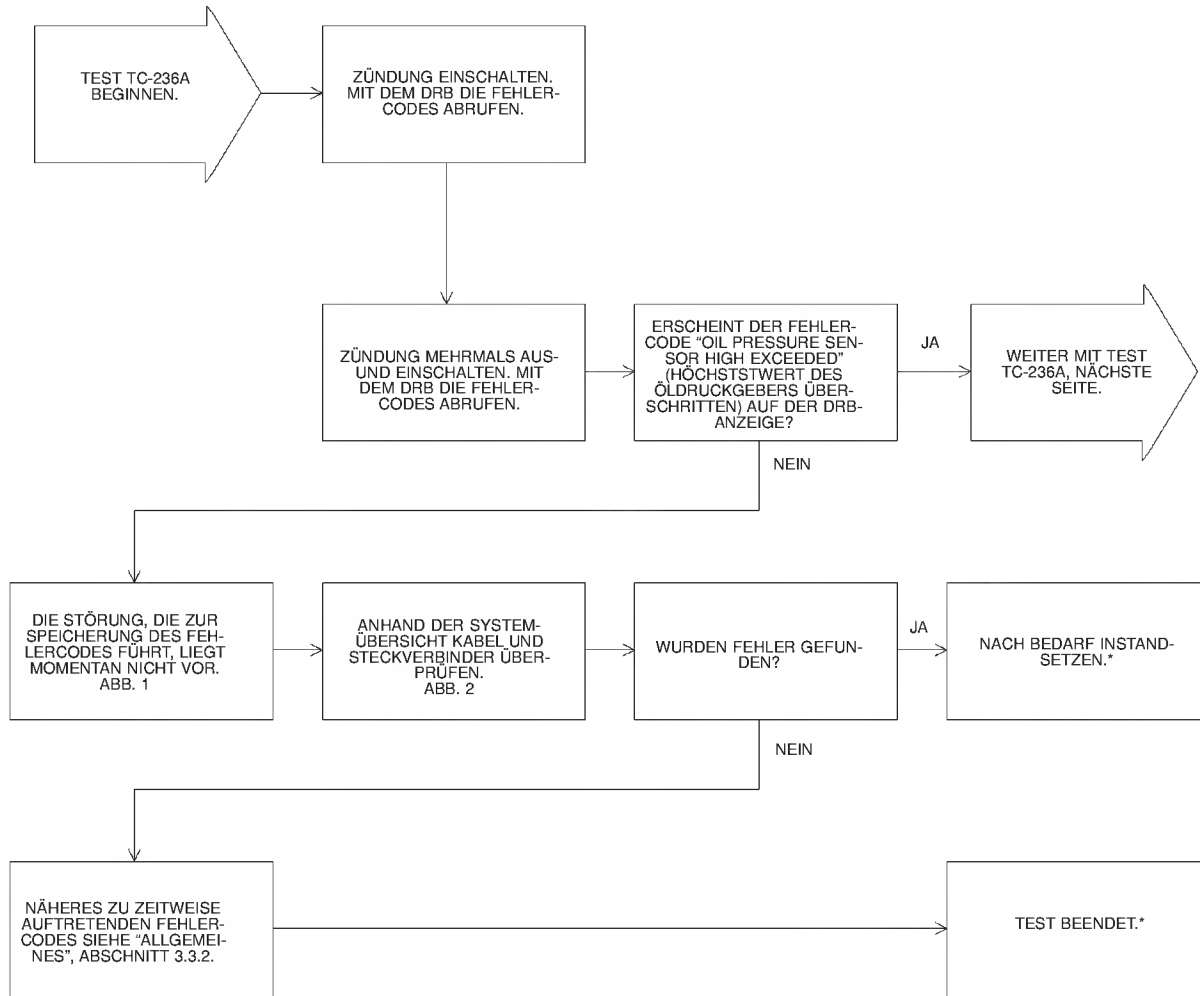 TEST TC-236A
BEGINNEN.
ZÜNDUNG EINSCHALTEN.
MIT DEM DRB DIE FEHLER-
CODES ABRUFEN.
ZÜNDUNG MEHRMALS AUS-
UND EINSCHALTEN. MIT
DEM DRB DIE FEHLER-
CODES ABRUFEN.
ERSCHEINT DER FEHLER-
CODE “OIL PRESSURE SEN-
SOR HIGH EXCEEDED”
(HÖCHSTSTWERT DES
ÖLDRUCKGEBERS ÜBER-
SCHRITTEN) AUF DER DRB-
ANZEIGE?
JA
WEITER MIT TEST
TC-236A, NÄCHSTE
SEITE.
NEIN
DIE STÖRUNG, DIE ZUR
SPEICHERUNG DES FEH-
LERCODES FÜHRT, LIEGT
MOMENTAN NICHT VOR.
ABB. 1
ANHAND DER SYSTEM-
ÜBERSICHT KABEL UND
STECKVERBINDER ÜBER-
PRÜFEN.
ABB. 2
WURDEN FEHLER GEFUN-
DEN?
JA
NACH BEDARF INSTAND-
SETZEN.*
NEIN
NÄHERES ZU ZEITWEISE
AUFTRETENDEN FEHLER-
CODES SIEHE “ALLGEMEI-
NES”, ABSCHNITT 3.3.2.
TEST BEENDET.*